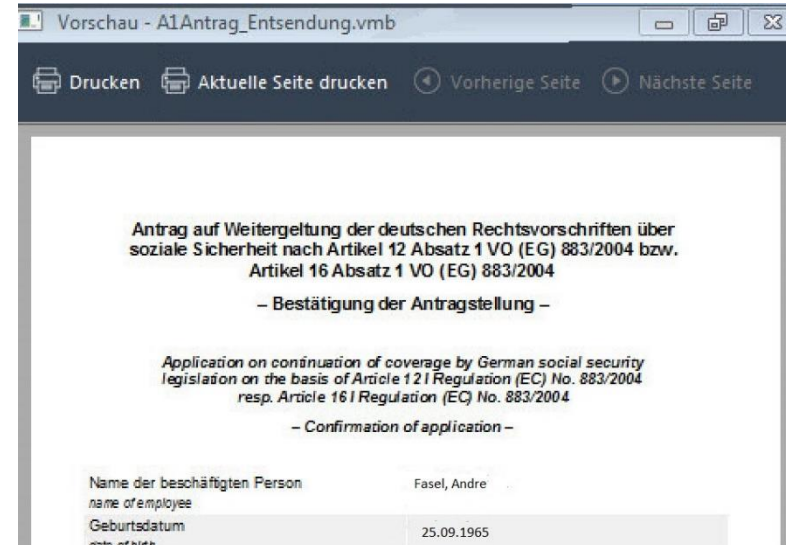 Vorschau - A1Antrag_Entsendung.vmb
Drucken Aktuelle Seite drucken Vorherige Seite Nächste Seite
Antrag auf Weitergeltung der deutschen Rechtsvorschriften über
soziale Sicherheit nach Artikel 12 Absatz 1 VO (EG) 883/2004 bzw.
Artikel 16 Absatz 1 VO (EG) 883/2004
– Bestätigung der Antragstellung –
Application on continuation of coverage by German social security
legislation on the basis of Article 12 I Regulation (EC) No. 883/2004
resp. Article 16 I Regulation (EC) No. 883/2004
– Confirmation of application –
Name der beschäftigten Person Fasel, Andre
name of employee
Geburtsdatum 25.09.1965
date of birth